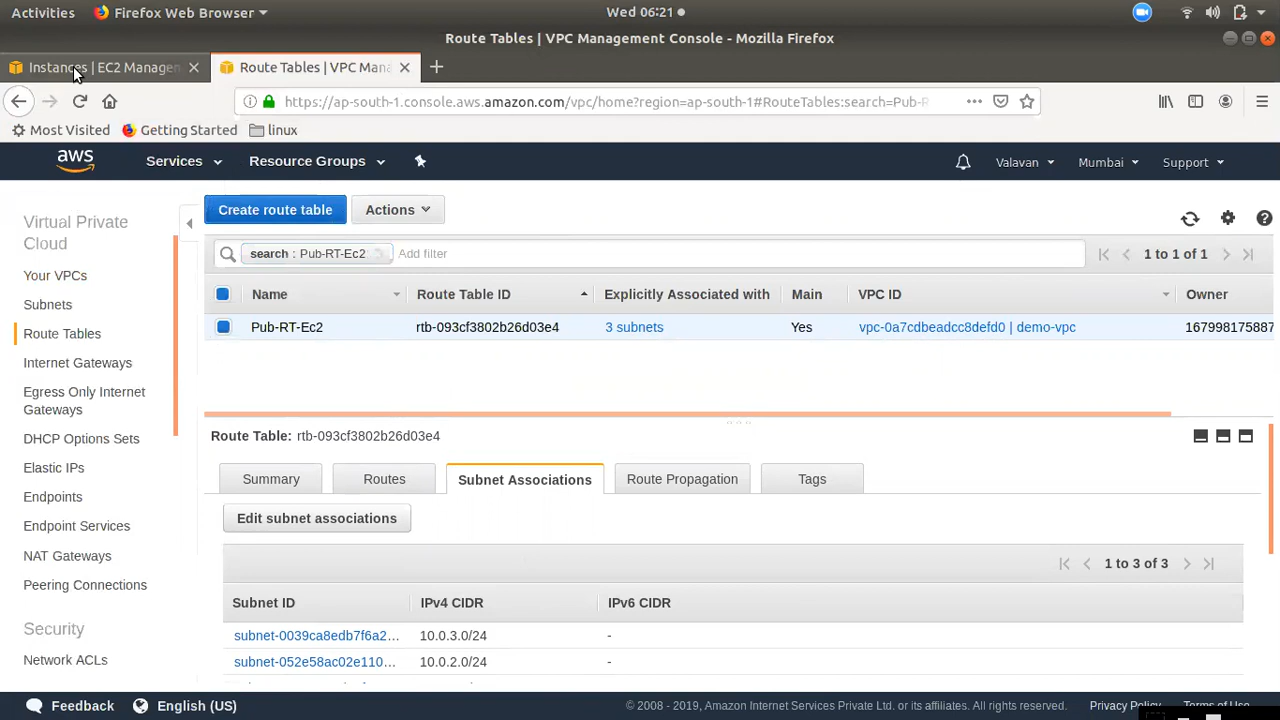 Activities Firefox Web Browser Wed 06:21
Route Tables | VPC Management Console - Mozilla Firefox
Instances | EC2 Managen Route Tables | VPC Mana
https://ap-south-1.console.aws.amazon.com/vpc/home?region=ap-south-1#RouteTables:search=Pub-R
Most Visited Getting Started linux
aws Services Resource Groups Valavan Mumbai Support
Virtual Private
Cloud
Your VPCs
Subnets
Route Tables
Internet Gateways
Egress Only Internet
Gateways
DHCP Options Sets
Elastic IPs
Endpoints
Endpoint Services
NAT Gateways
Peering Connections
Security
Network ACLs
Create route table Actions
search : Pub-RT-Ec2 Add filter 1 to 1 of 1
Name Route Table ID Explicitly Associated with Main VPC ID Owner
Pub-RT-Ec2 rtb-093cf3802b26d03e4 3 subnets Yes vpc-0a7cdbeadcc8defd0 | demo-vpc 167998175887
Route Table: rtb-093cf3802b26d03e4
Summary Routes Subnet Associations Route Propagation Tags
Edit subnet associations
1 to 3 of 3
Subnet ID IPv4 CIDR IPv6 CIDR
subnet-0039ca8edb7f6a2... 10.0.3.0/24 -
subnet-052e58ac02e110... 10.0.2.0/24 -
Feedback English (US) © 2008 - 2019, Amazon Internet Services Private Ltd. or its affiliates. All rights reserved. Privacy Policy Terms of Use